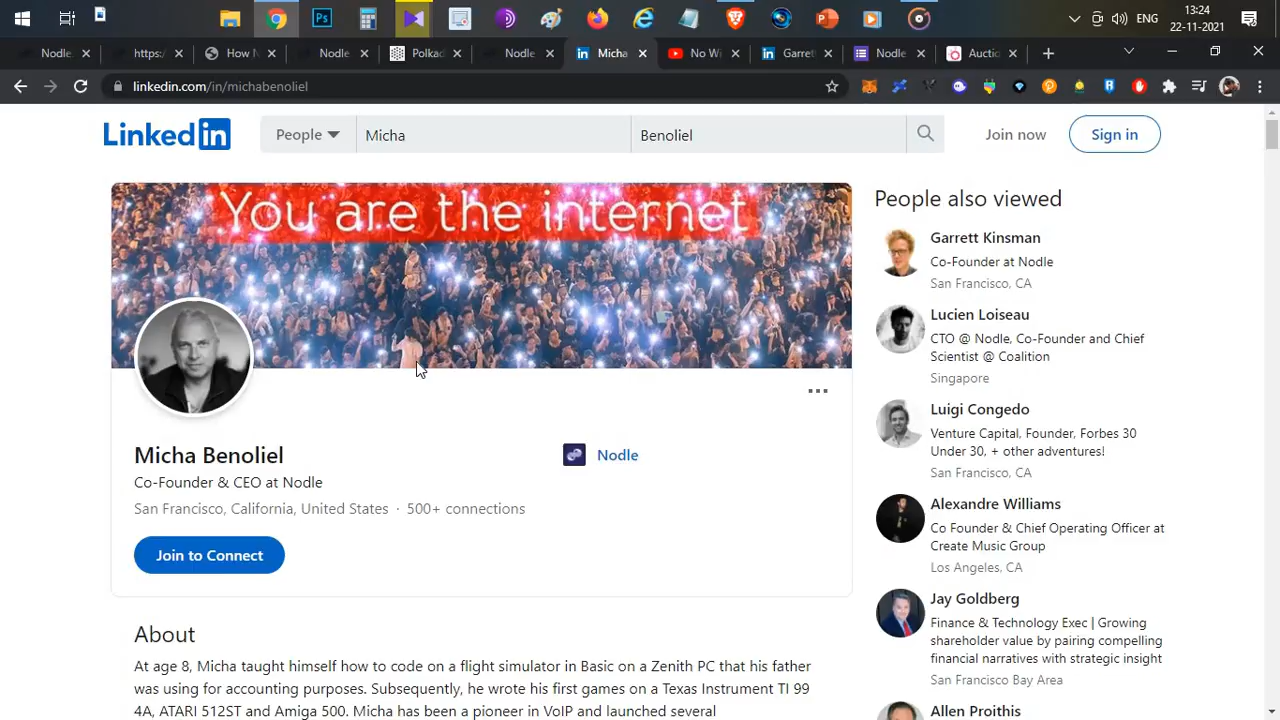 13:24
ENG
22-11-2021
Nodle
https:/
How N
Nodle
Polkad
Nodle
Micha
No Wi
Garrett
Nodle
Auctio
linkedin.com/in/michabenoliel
LinkedIn
People
Micha
Benoliel
Join now
Sign in
You are the internet
Micha Benoliel
Co-Founder & CEO at Nodle
San Francisco, California, United States · 500+ connections
Nodle
Join to Connect
About
At age 8, Micha taught himself how to code on a flight simulator in Basic on a Zenith PC that his father
was using for accounting purposes. Subsequently, he wrote his first games on a Texas Instrument TI 99
4A, ATARI 512ST and Amiga 500. Micha has been a pioneer in VoIP and launched several
People also viewed
Garrett Kinsman
Co-Founder at Nodle
San Francisco, CA
Lucien Loiseau
CTO @ Nodle, Co-Founder and Chief
Scientist @ Coalition
Singapore
Luigi Congedo
Venture Capital, Founder, Forbes 30
Under 30, + other adventures!
San Francisco, CA
Alexandre Williams
Co Founder & Chief Operating Officer at
Create Music Group
Los Angeles, CA
Jay Goldberg
Finance & Technology Exec | Growing
shareholder value by pairing compelling
financial narratives with strategic insight
San Francisco Bay Area
Allen Proithis